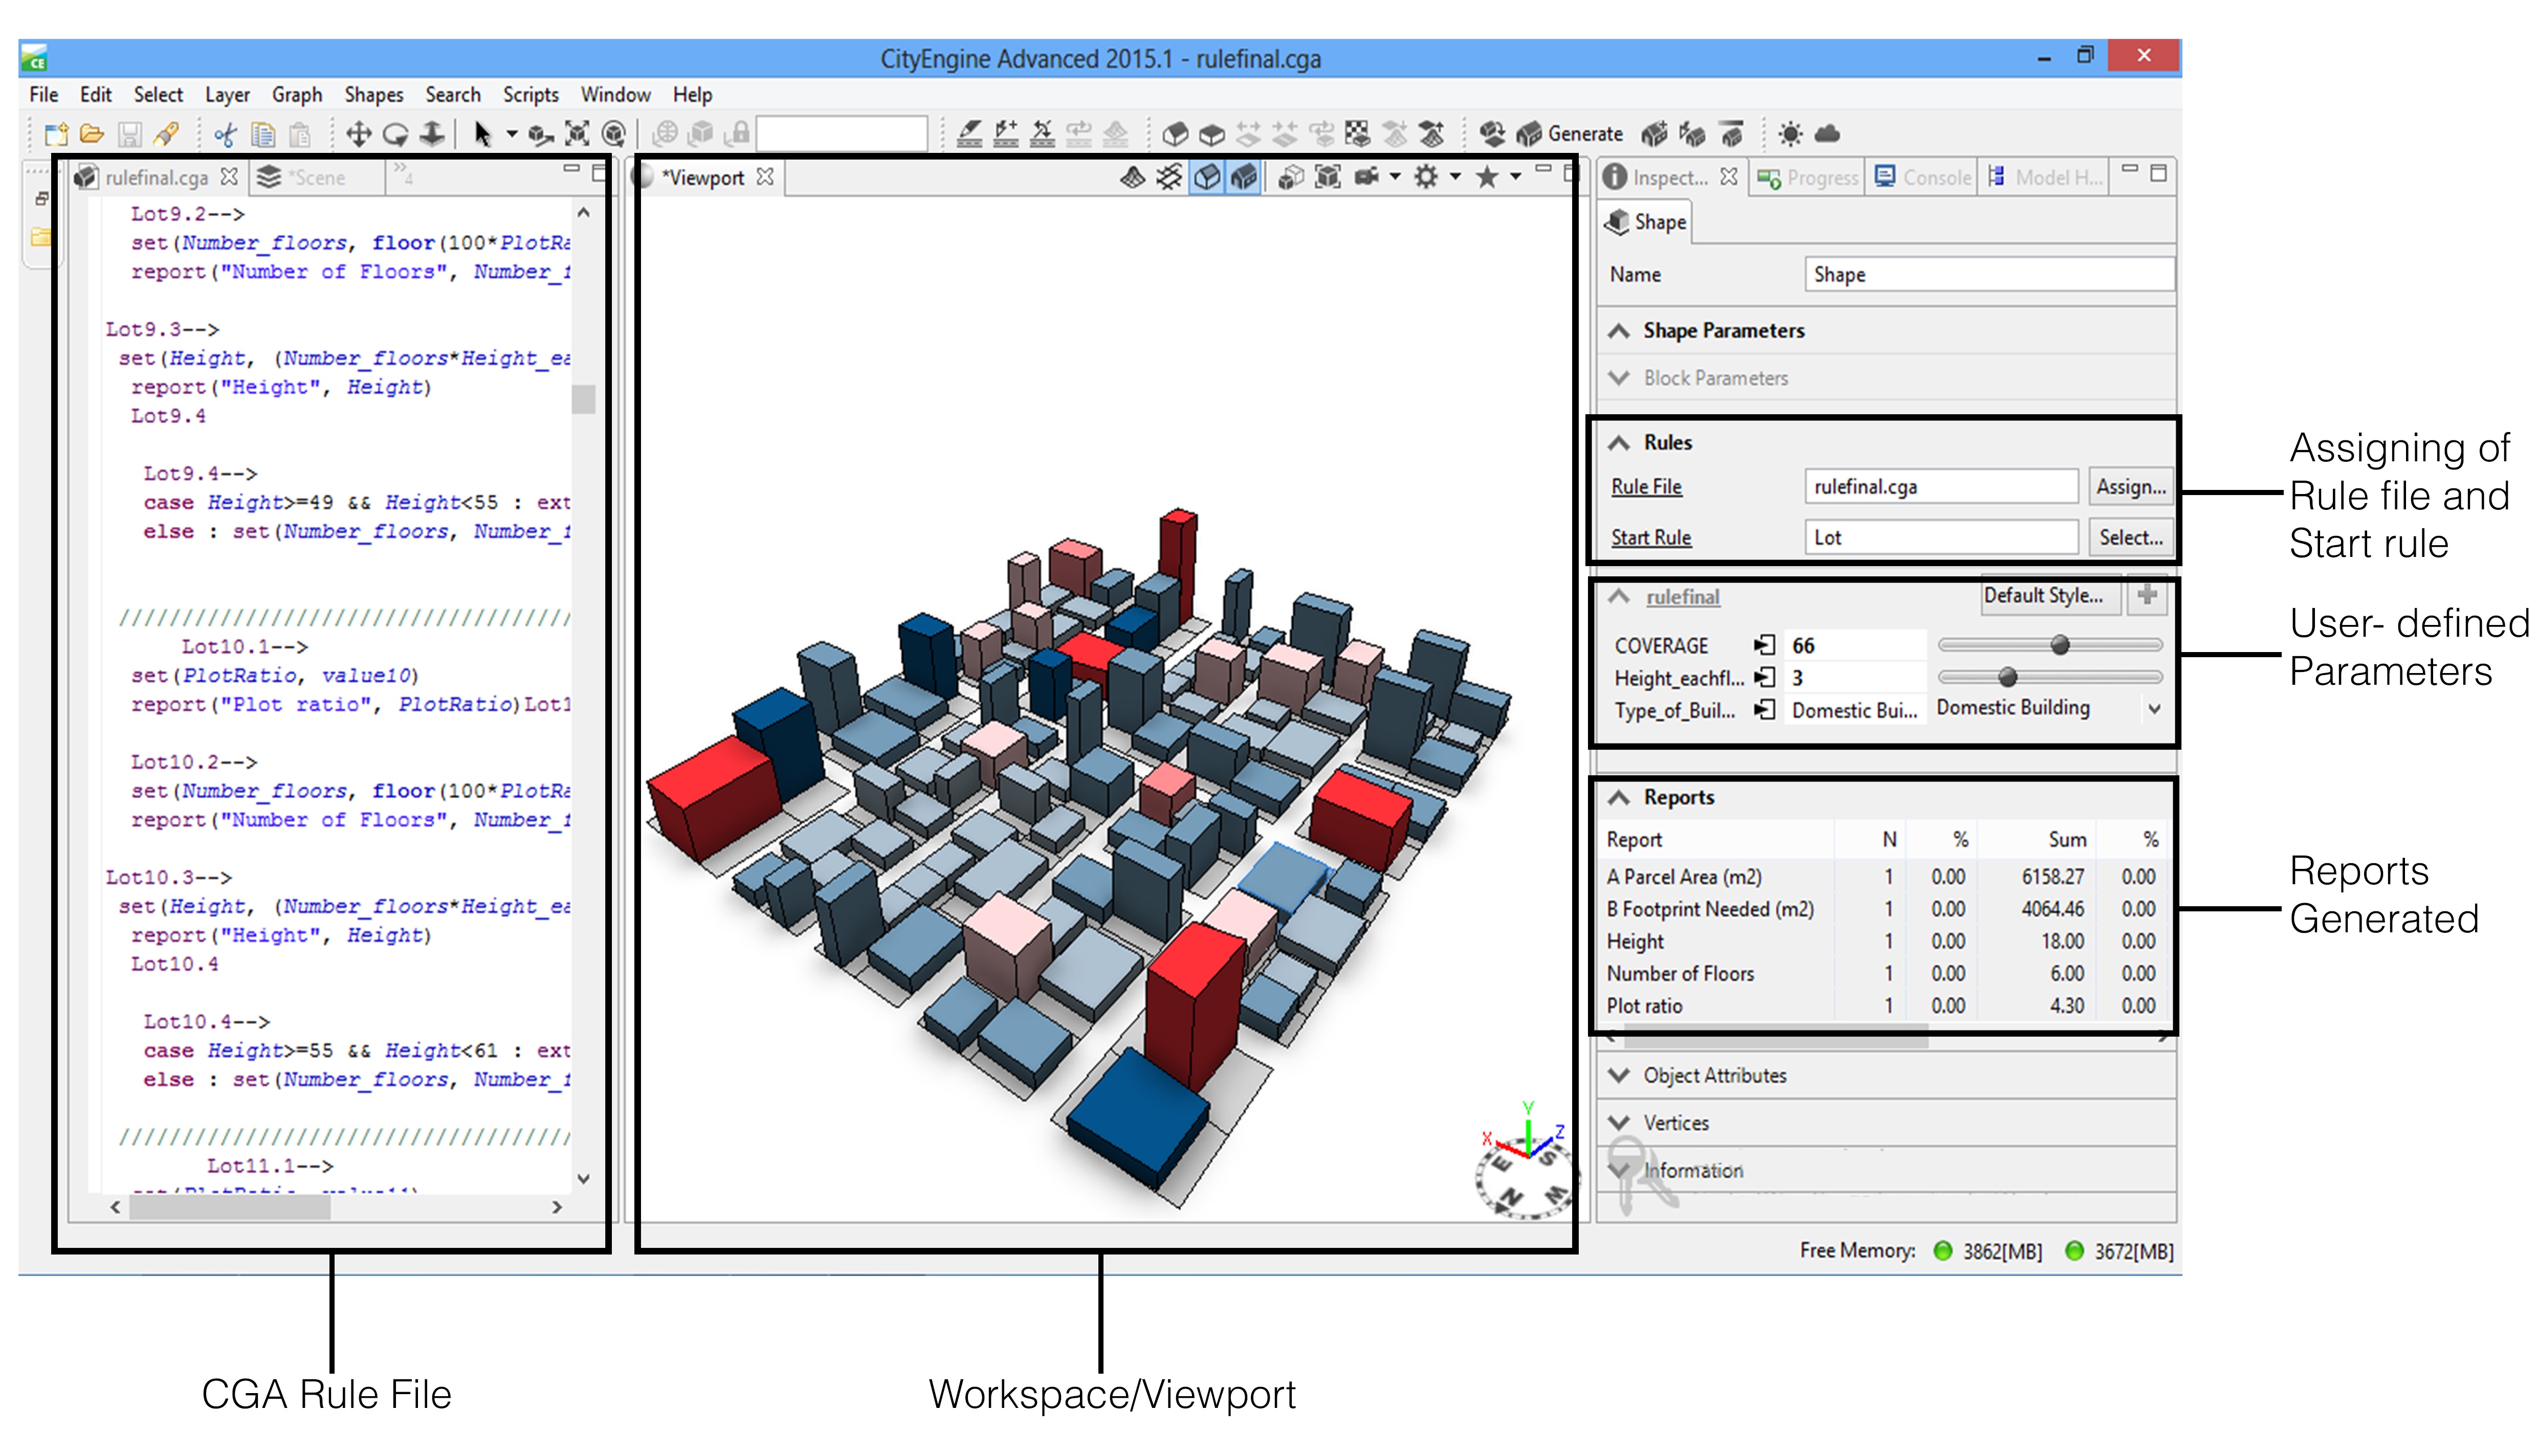 CityEngine Advanced 2015.1 - rulefinal.cga
CE
File Edit Select Layer Graph Shapes Search Scripts Window Help
Generate
rulefinal.cga *Scene 4
Lot9.2-->
set(Number_floors, floor(100*PlotRa
report("Number of Floors", Number_f
Lot9.3-->
set(Height, (Number_floors*Height_ea
report("Height", Height)
Lot9.4
Lot9.4-->
case Height>=49 && Height<55 : ext
else : set(Number_floors, Number_f
////////////////////////////////////
Lot10.1-->
set(PlotRatio, value10)
report("Plot ratio", PlotRatio)Lot1
Lot10.2-->
set(Number_floors, floor(100*PlotRa
report("Number of Floors", Number_f
Lot10.3-->
set(Height, (Number_floors*Height_ea
report("Height", Height)
Lot10.4
Lot10.4-->
case Height>=55 && Height<61 : ext
else : set(Number_floors, Number_f
////////////////////////////////////
Lot11.1-->
set(PlotRatio, value11)
*Viewport
X Y Z
E S N W
Inspect... Progress Console Model H...
Shape
Name Shape
Shape Parameters
Block Parameters
Rules
Rule File rulefinal.cga Assign...
Start Rule Lot Select...
rulefinal Default Style...
COVERAGE 66
Height_eachfl... 3
Type_of_Buil... Domestic Bui... Domestic Building
Reports
Report N % Sum %
A Parcel Area (m2) 1 0.00 6158.27 0.00
B Footprint Needed (m2) 1 0.00 4064.46 0.00
Height 1 0.00 18.00 0.00
Number of Floors 1 0.00 6.00 0.00
Plot ratio 1 0.00 4.30 0.00
Object Attributes
Vertices
Information
Free Memory: 3862[MB] 3672[MB]
Assigning of
Rule file and
Start rule
User- defined
Parameters
Reports
Generated
CGA Rule File
Workspace/Viewport